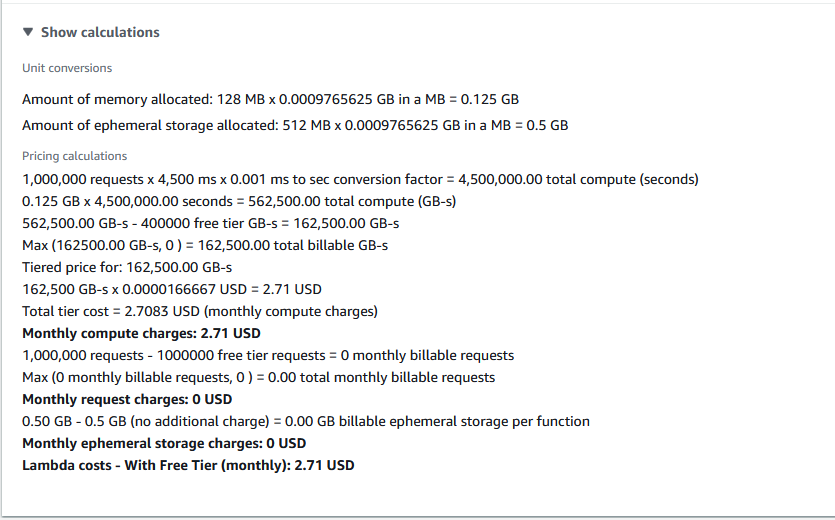 ▼ Show calculations
Unit conversions
Amount of memory allocated: 128 MB x 0.0009765625 GB in a MB = 0.125 GB
Amount of ephemeral storage allocated: 512 MB x 0.0009765625 GB in a MB = 0.5 GB
Pricing calculations
1,000,000 requests x 4,500 ms x 0.001 ms to sec conversion factor = 4,500,000.00 total compute (seconds)
0.125 GB x 4,500,000.00 seconds = 562,500.00 total compute (GB-s)
562,500.00 GB-s - 400000 free tier GB-s = 162,500.00 GB-s
Max (162500.00 GB-s, 0 ) = 162,500.00 total billable GB-s
Tiered price for: 162,500.00 GB-s
162,500 GB-s x 0.0000166667 USD = 2.71 USD
Total tier cost = 2.7083 USD (monthly compute charges)
Monthly compute charges: 2.71 USD
1,000,000 requests - 1000000 free tier requests = 0 monthly billable requests
Max (0 monthly billable requests, 0 ) = 0.00 total monthly billable requests
Monthly request charges: 0 USD
0.50 GB - 0.5 GB (no additional charge) = 0.00 GB billable ephemeral storage per function
Monthly ephemeral storage charges: 0 USD
Lambda costs - With Free Tier (monthly): 2.71 USD